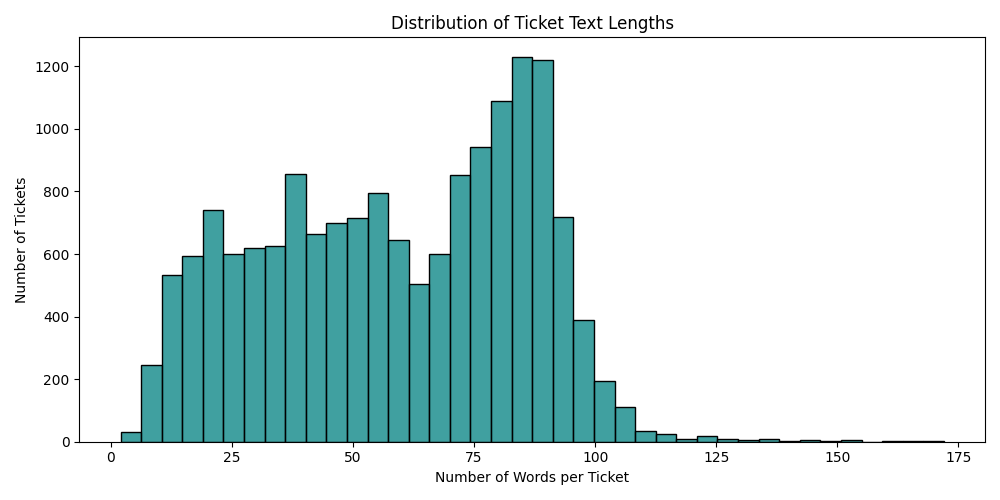 Distribution of Ticket Text Lengths
Number of Tickets
1200
1000
800
600
400
200
0
0 25 50 75 100 125 150 175
Number of Words per Ticket